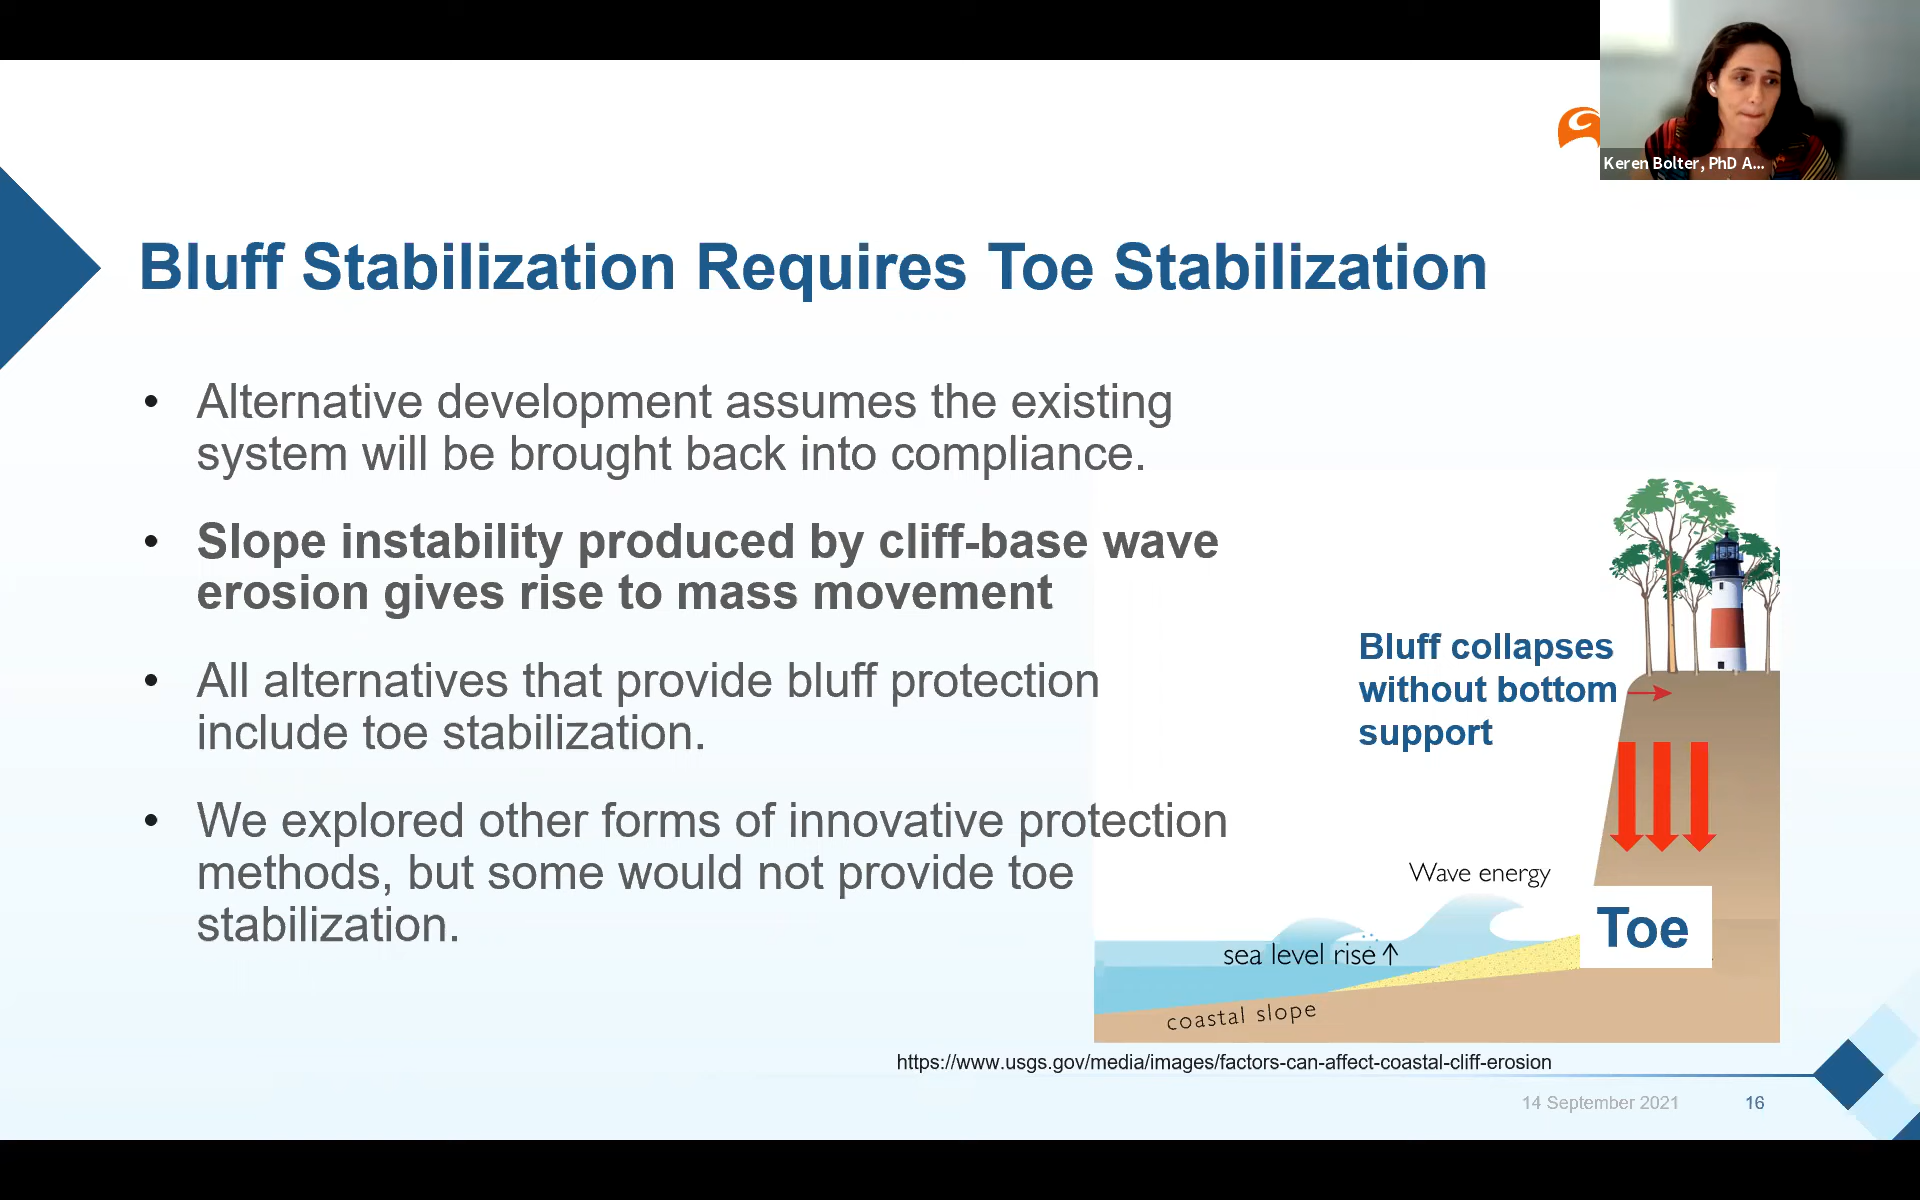 Keren Bolter, PhD A...
Bluff Stabilization Requires Toe Stabilization
• Alternative development assumes the existing
system will be brought back into compliance.
• Slope instability produced by cliff-base wave
erosion gives rise to mass movement
• All alternatives that provide bluff protection
include toe stabilization.
• We explored other forms of innovative protection
methods, but some would not provide toe
stabilization.
Bluff collapses
without bottom
support
Wave energy
Toe
sea level rise↑
coastal slope
https://www.usgs.gov/media/images/factors-can-affect-coastal-cliff-erosion
14 September 2021 16